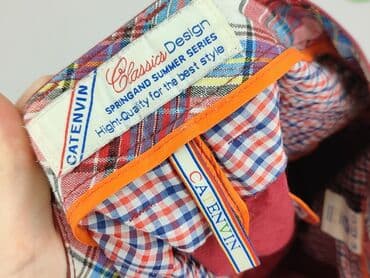 CATENVIN
Classics Design
SPRINGAND SUMMER SERIES
Hight-Quality for the best style
CATENVIN